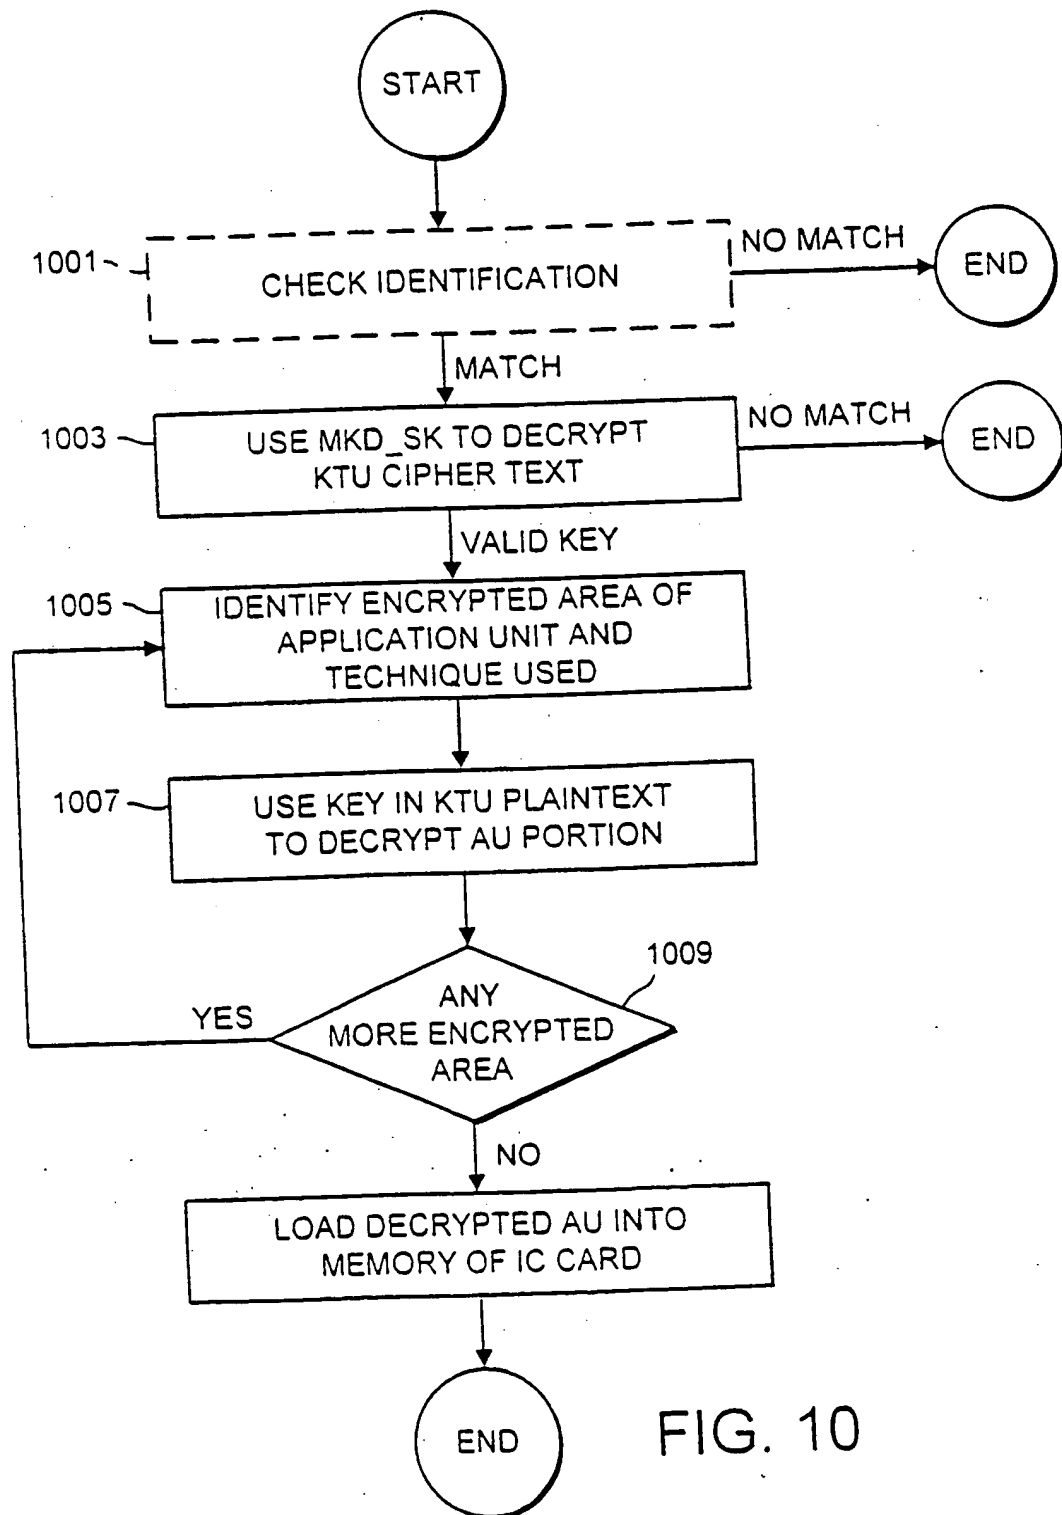 START
1001
CHECK IDENTIFICATION
NO MATCH
END
MATCH
1003
USE MKD_SK TO DECRYPT
KTU CIPHER TEXT
NO MATCH
END
VALID KEY
1005
IDENTIFY ENCRYPTED AREA OF
APPLICATION UNIT AND
TECHNIQUE USED
1007
USE KEY IN KTU PLAINTEXT
TO DECRYPT AU PORTION
1009
ANY
MORE ENCRYPTED
AREA
YES
NO
LOAD DECRYPTED AU INTO
MEMORY OF IC CARD
END
FIG. 10